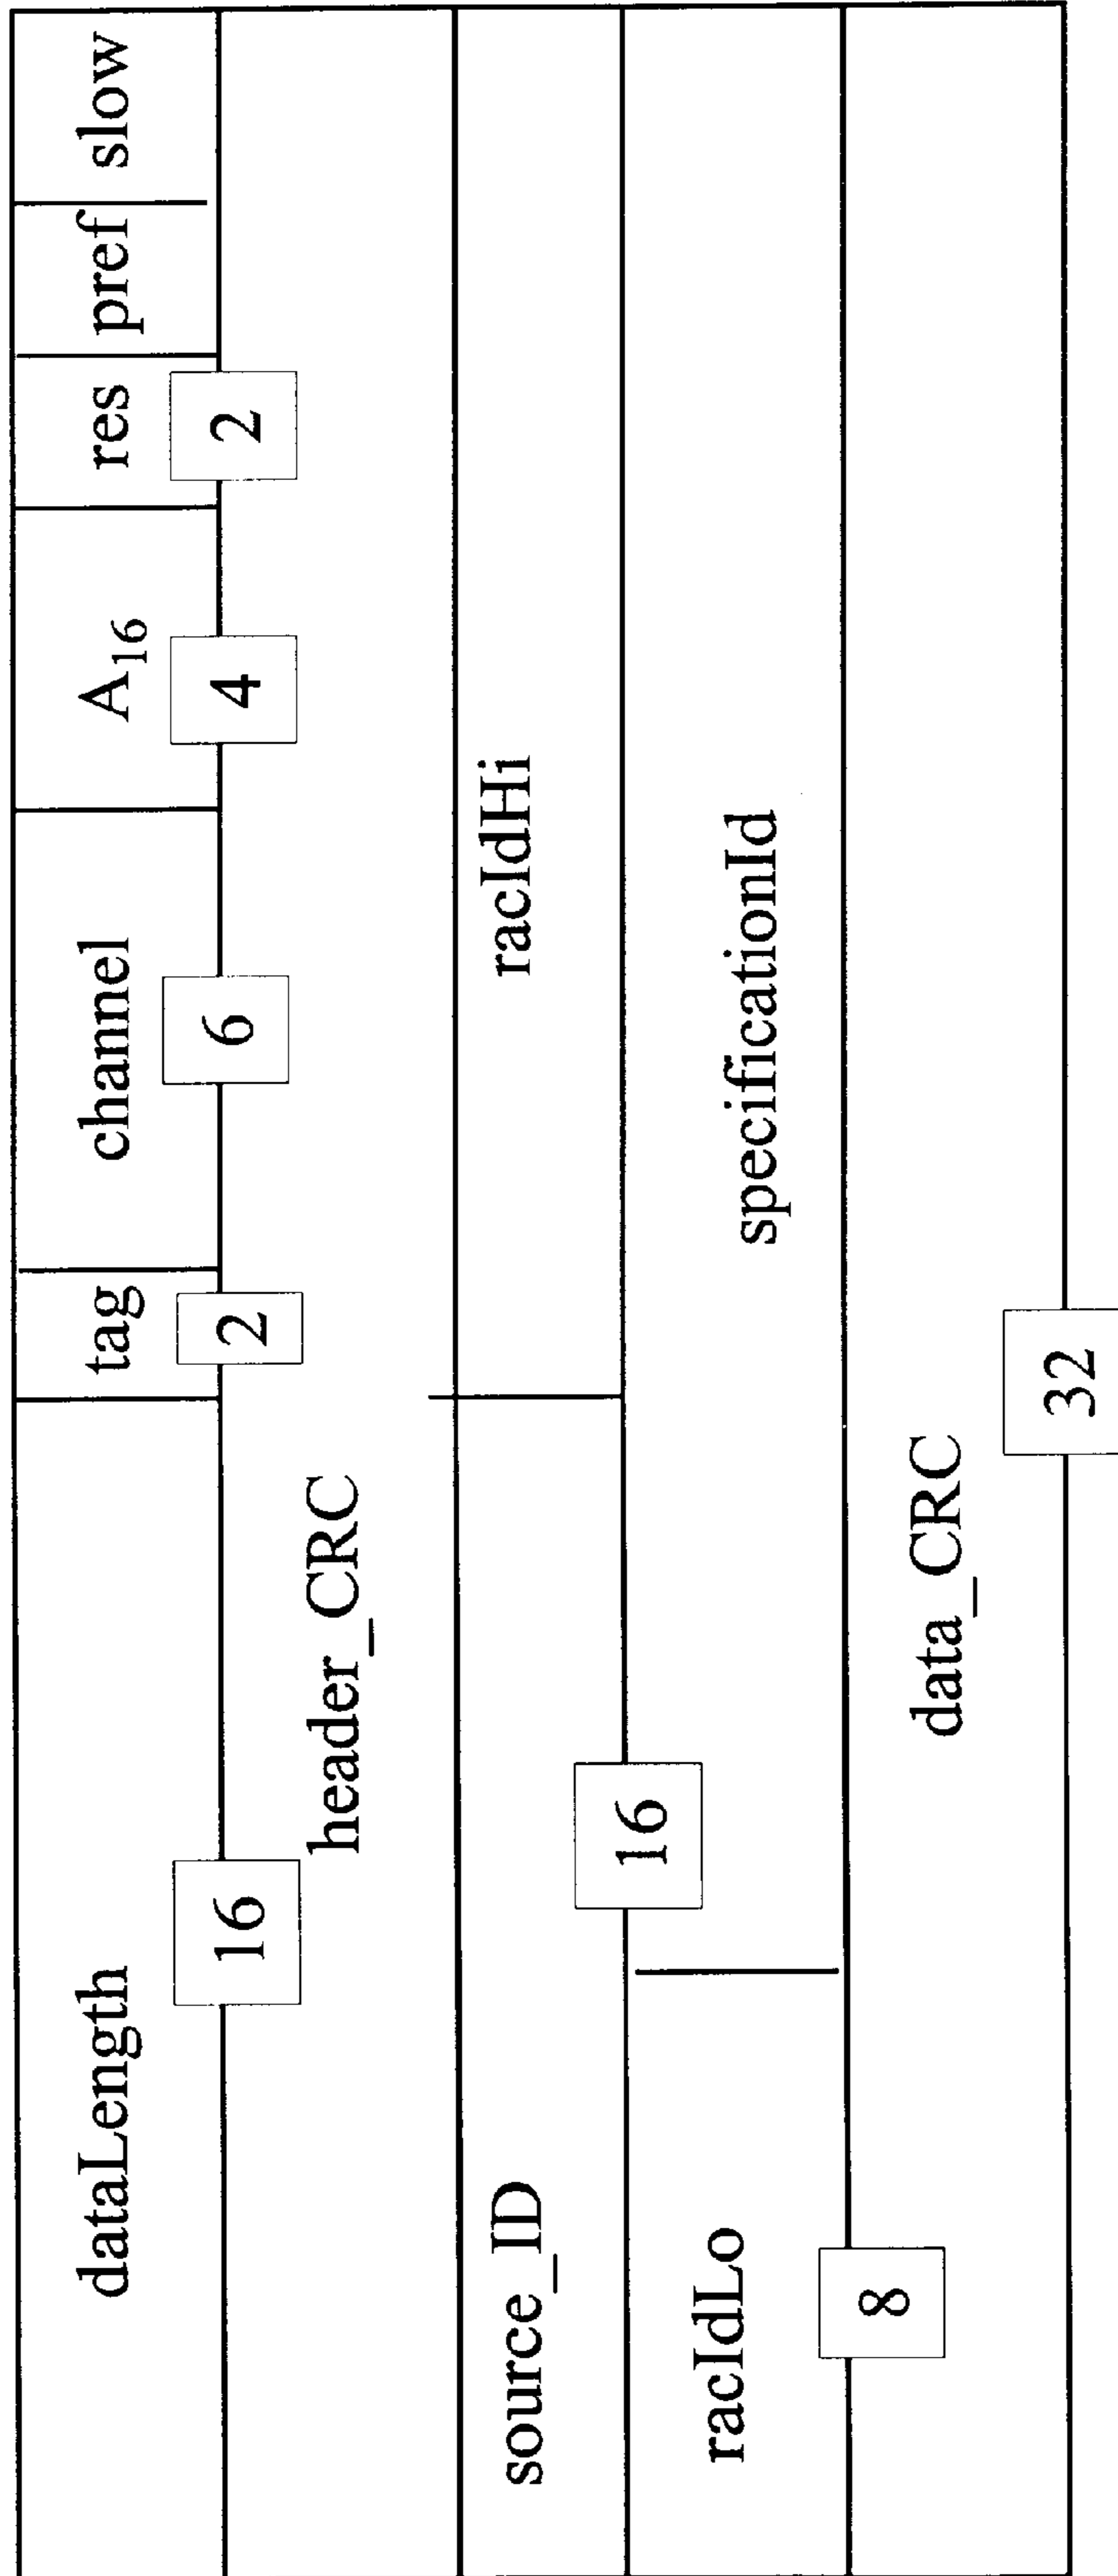 dataLength tag channel A₁₆ res pref slow
16 2 6 4 2
header_CRC
source_ID racIdHi
16
racIdLo specificationId
8
data_CRC
32